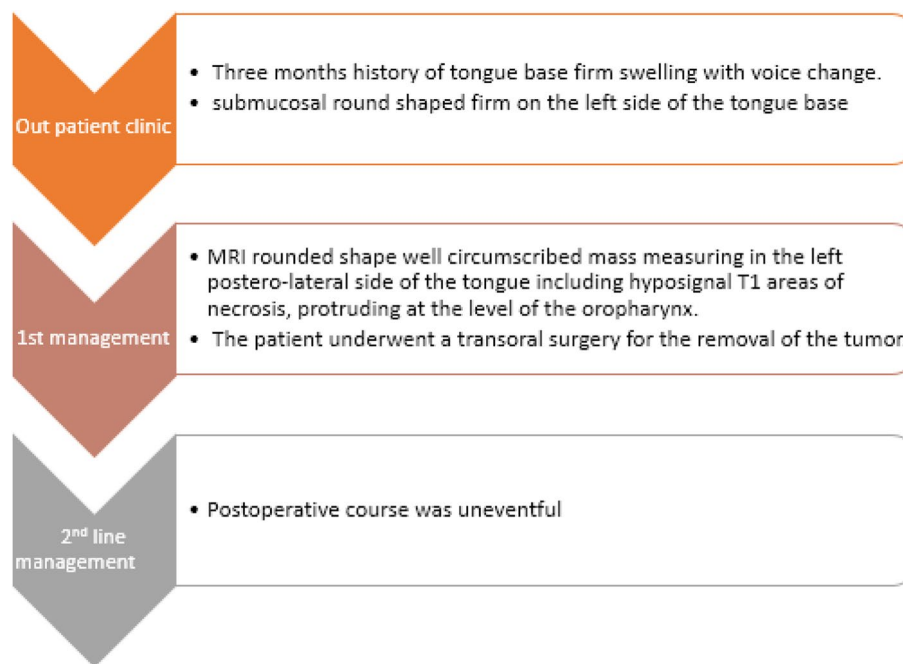 Out patient clinic
• Three months history of tongue base firm swelling with voice change.
• submucosal round shaped firm on the left side of the tongue base
1st management
• MRI rounded shape well circumscribed mass measuring in the left
postero-lateral side of the tongue including hyposignal T1 areas of
necrosis, protruding at the level of the oropharynx.
• The patient underwent a transoral surgery for the removal of the tumor
2nd line
management
• Postoperative course was uneventful